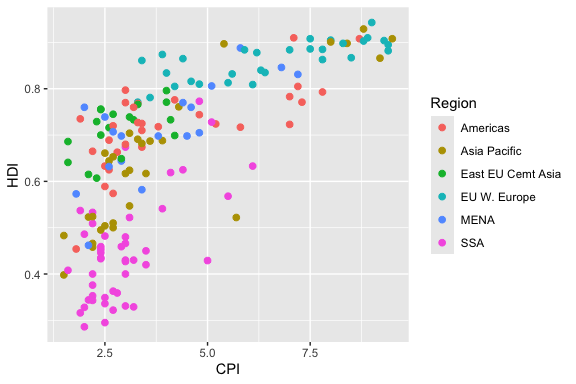 HDI
0.8
0.6
0.4
2.5 5.0 7.5
CPI
Region
Americas
Asia Pacific
East EU Cemt Asia
EU W. Europe
MENA
SSA